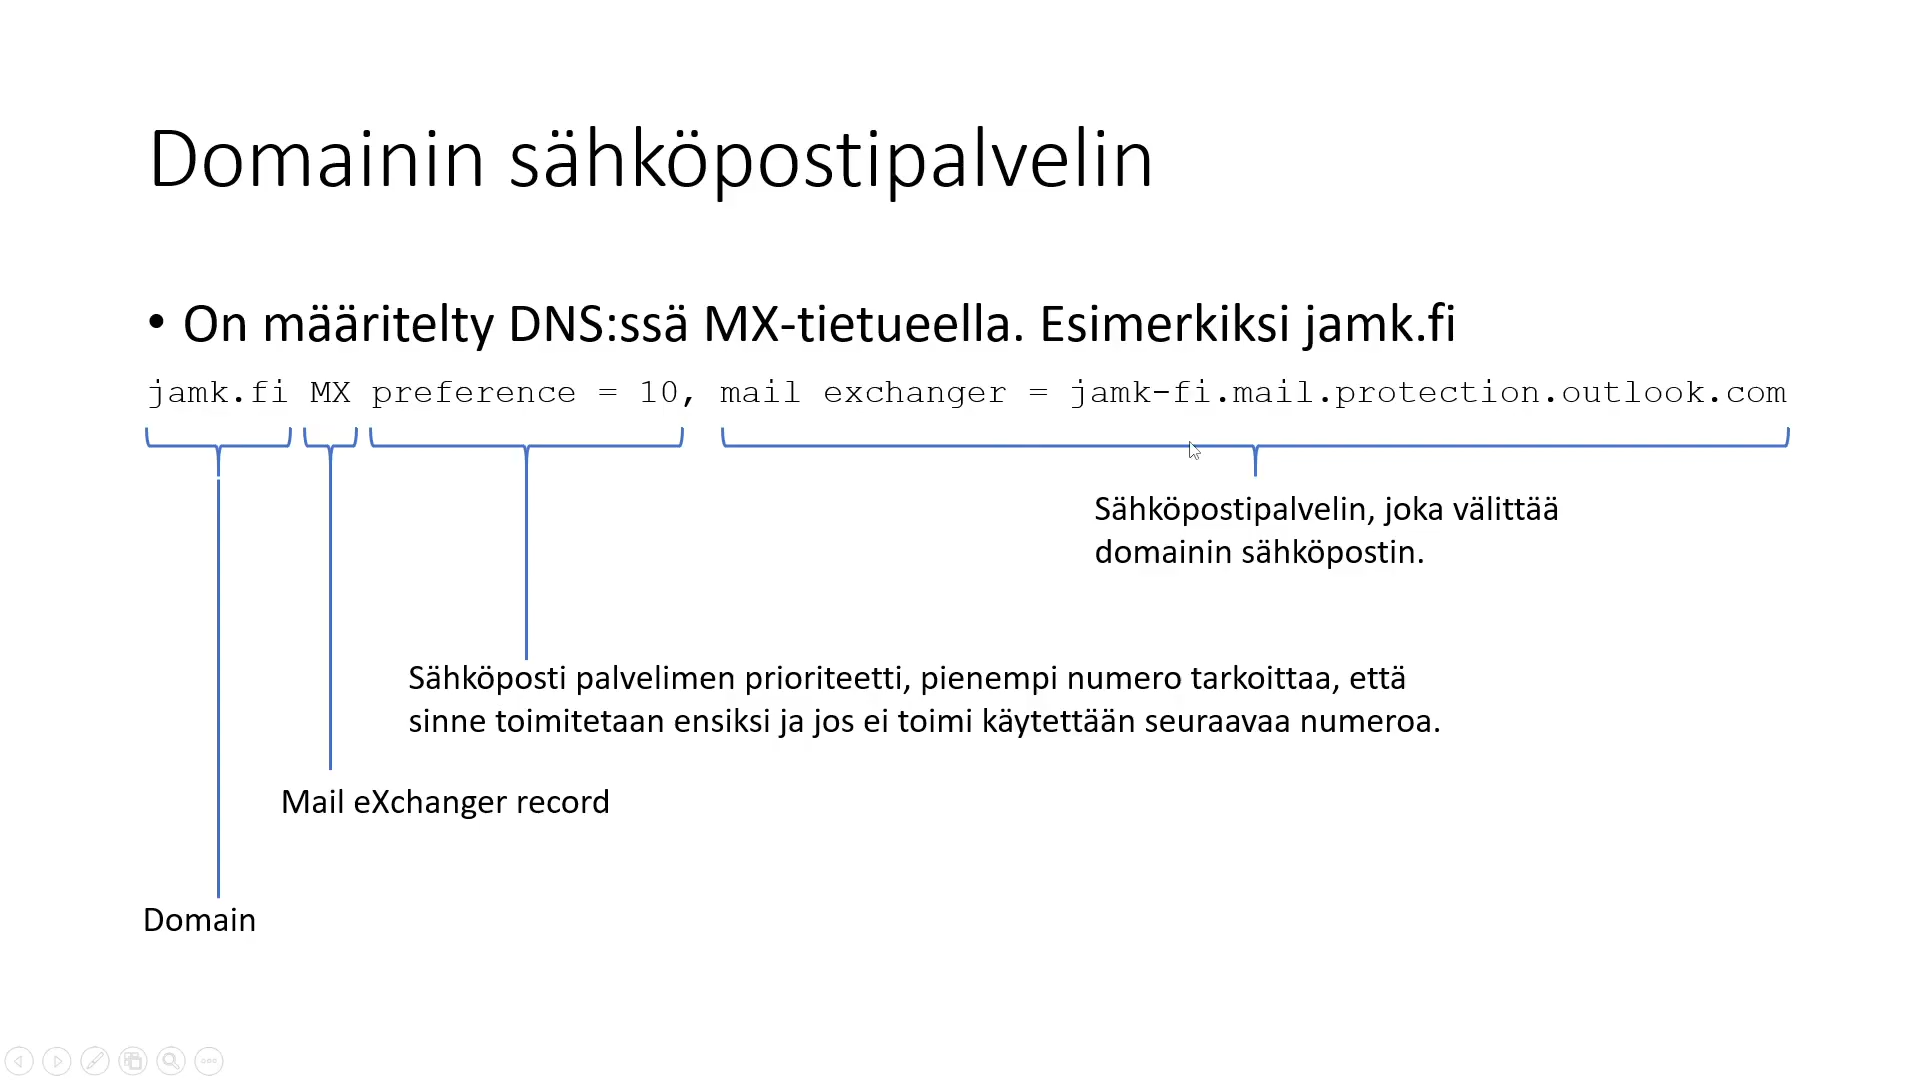 Domainin sähköpostipalvelin
• On määritelty DNS:ssä MX-tietueella. Esimerkiksi jamk.fi
jamk.fi MX preference = 10, mail exchanger = jamk-fi.mail.protection.outlook.com
Sähköpostipalvelin, joka välittää
domainin sähköpostin.
Sähköposti palvelimen prioriteetti, pienempi numero tarkoittaa, että
sinne toimitetaan ensiksi ja jos ei toimi käytettään seuraavaa numeroa.
Mail eXchanger record
Domain